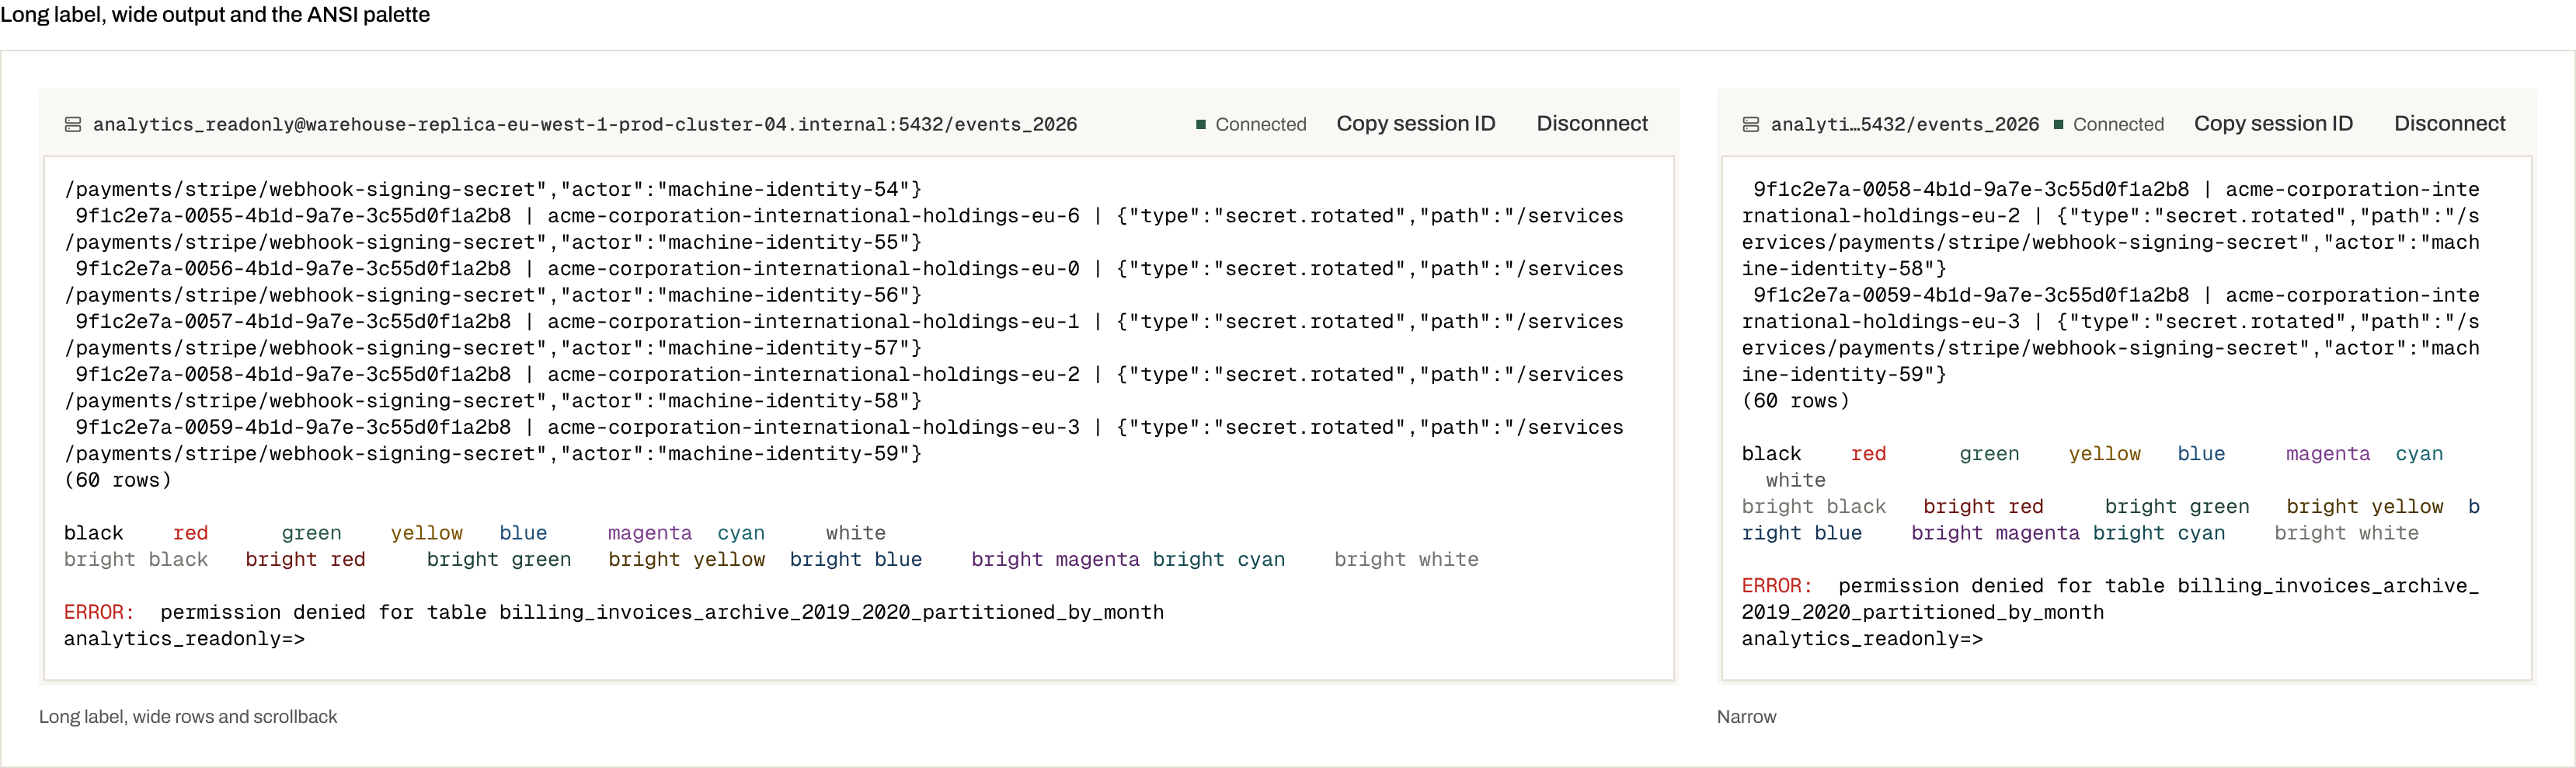 Long label, wide output and the ANSI palette
analytics_readonly@warehouse-replica-eu-west-1-prod-cluster-04.internal:5432/events_2026
Connected
Copy session ID
Disconnect
/payments/stripe/webhook-signing-secret","actor":"machine-identity-54"}
9f1c2e7a-0055-4b1d-9a7e-3c55d0f1a2b8 | acme-corporation-international-holdings-eu-6 | {"type":"secret.rotated","path":"/services
/payments/stripe/webhook-signing-secret","actor":"machine-identity-55"}
9f1c2e7a-0056-4b1d-9a7e-3c55d0f1a2b8 | acme-corporation-international-holdings-eu-0 | {"type":"secret.rotated","path":"/services
/payments/stripe/webhook-signing-secret","actor":"machine-identity-56"}
9f1c2e7a-0057-4b1d-9a7e-3c55d0f1a2b8 | acme-corporation-international-holdings-eu-1 | {"type":"secret.rotated","path":"/services
/payments/stripe/webhook-signing-secret","actor":"machine-identity-57"}
9f1c2e7a-0058-4b1d-9a7e-3c55d0f1a2b8 | acme-corporation-international-holdings-eu-2 | {"type":"secret.rotated","path":"/services
/payments/stripe/webhook-signing-secret","actor":"machine-identity-58"}
9f1c2e7a-0059-4b1d-9a7e-3c55d0f1a2b8 | acme-corporation-international-holdings-eu-3 | {"type":"secret.rotated","path":"/services
/payments/stripe/webhook-signing-secret","actor":"machine-identity-59"}
(60 rows)
black red green yellow blue magenta cyan white
bright black bright red bright green bright yellow bright blue bright magenta bright cyan bright white
ERROR: permission denied for table billing_invoices_archive_2019_2020_partitioned_by_month
analytics_readonly=>
Long label, wide rows and scrollback
analyti…5432/events_2026
Connected
Copy session ID
Disconnect
9f1c2e7a-0058-4b1d-9a7e-3c55d0f1a2b8 | acme-corporation-inte
rnational-holdings-eu-2 | {"type":"secret.rotated","path":"/s
ervices/payments/stripe/webhook-signing-secret","actor":"mach
ine-identity-58"}
9f1c2e7a-0059-4b1d-9a7e-3c55d0f1a2b8 | acme-corporation-inte
rnational-holdings-eu-3 | {"type":"secret.rotated","path":"/s
ervices/payments/stripe/webhook-signing-secret","actor":"mach
ine-identity-59"}
(60 rows)
black red green yellow blue magenta cyan
white
bright black bright red bright green bright yellow b
right blue bright magenta bright cyan bright white
ERROR: permission denied for table billing_invoices_archive_
2019_2020_partitioned_by_month
analytics_readonly=>
Narrow